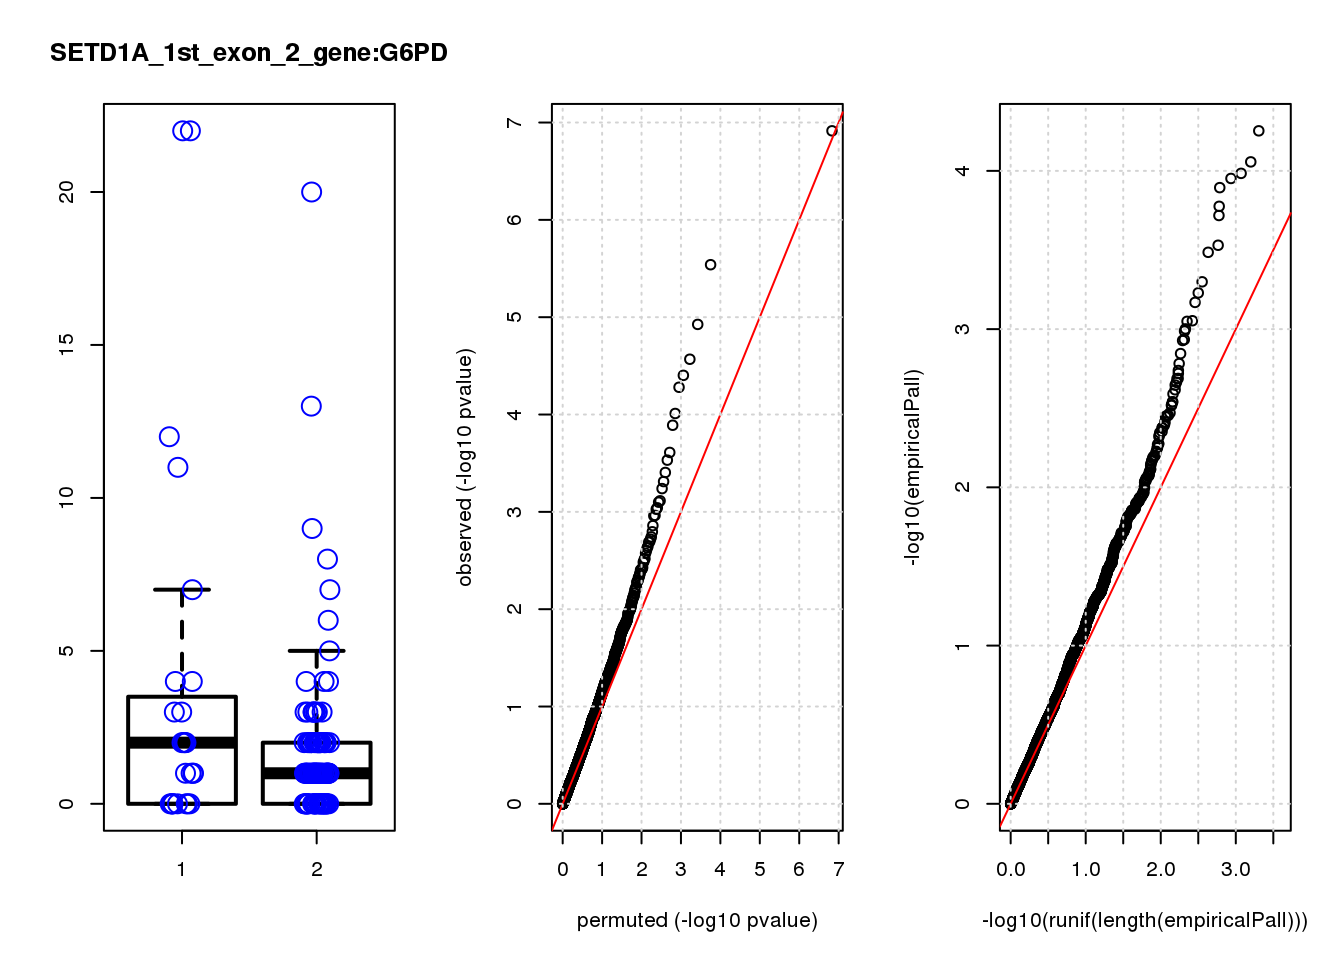 SETD1A_1st_exon_2_gene:G6PD
0
5
10
15
20
1
2
observed (-log10 pvalue)
0
1
2
3
4
5
6
7
0 1 2 3 4 5 6 7
permuted (-log10 pvalue)
-log10(empiricalPall)
0
1
2
3
4
0.0 1.0 2.0 3.0
-log10(runif(length(empiricalPall)))